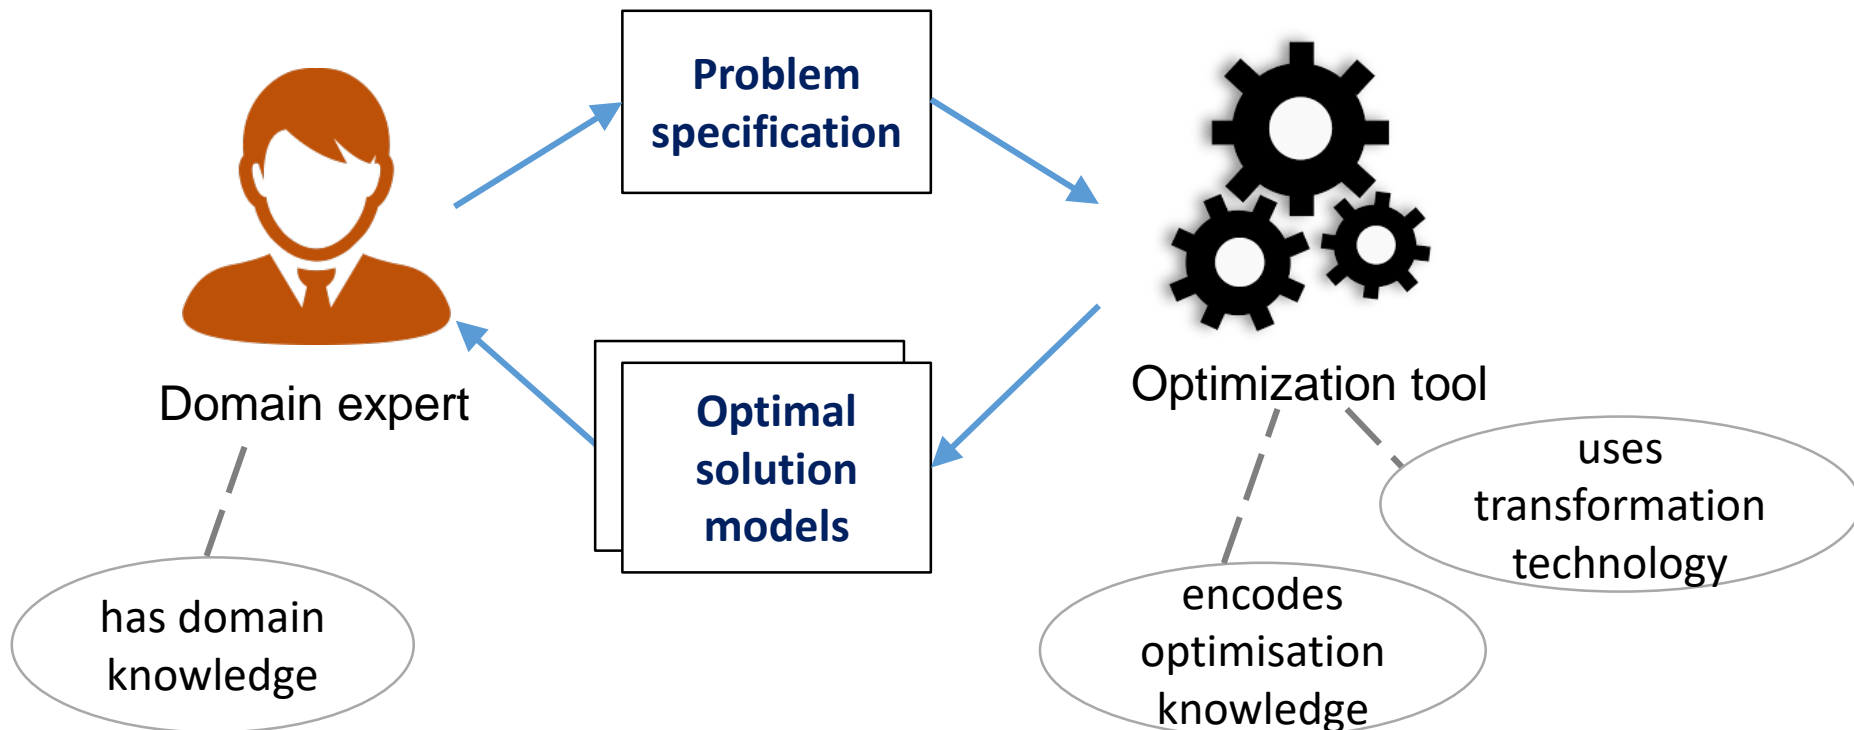 Problem
specification
Domain expert
Optimal
solution
models
Optimization tool
uses
transformation
technology
has domain
knowledge
encodes
optimisation
knowledge